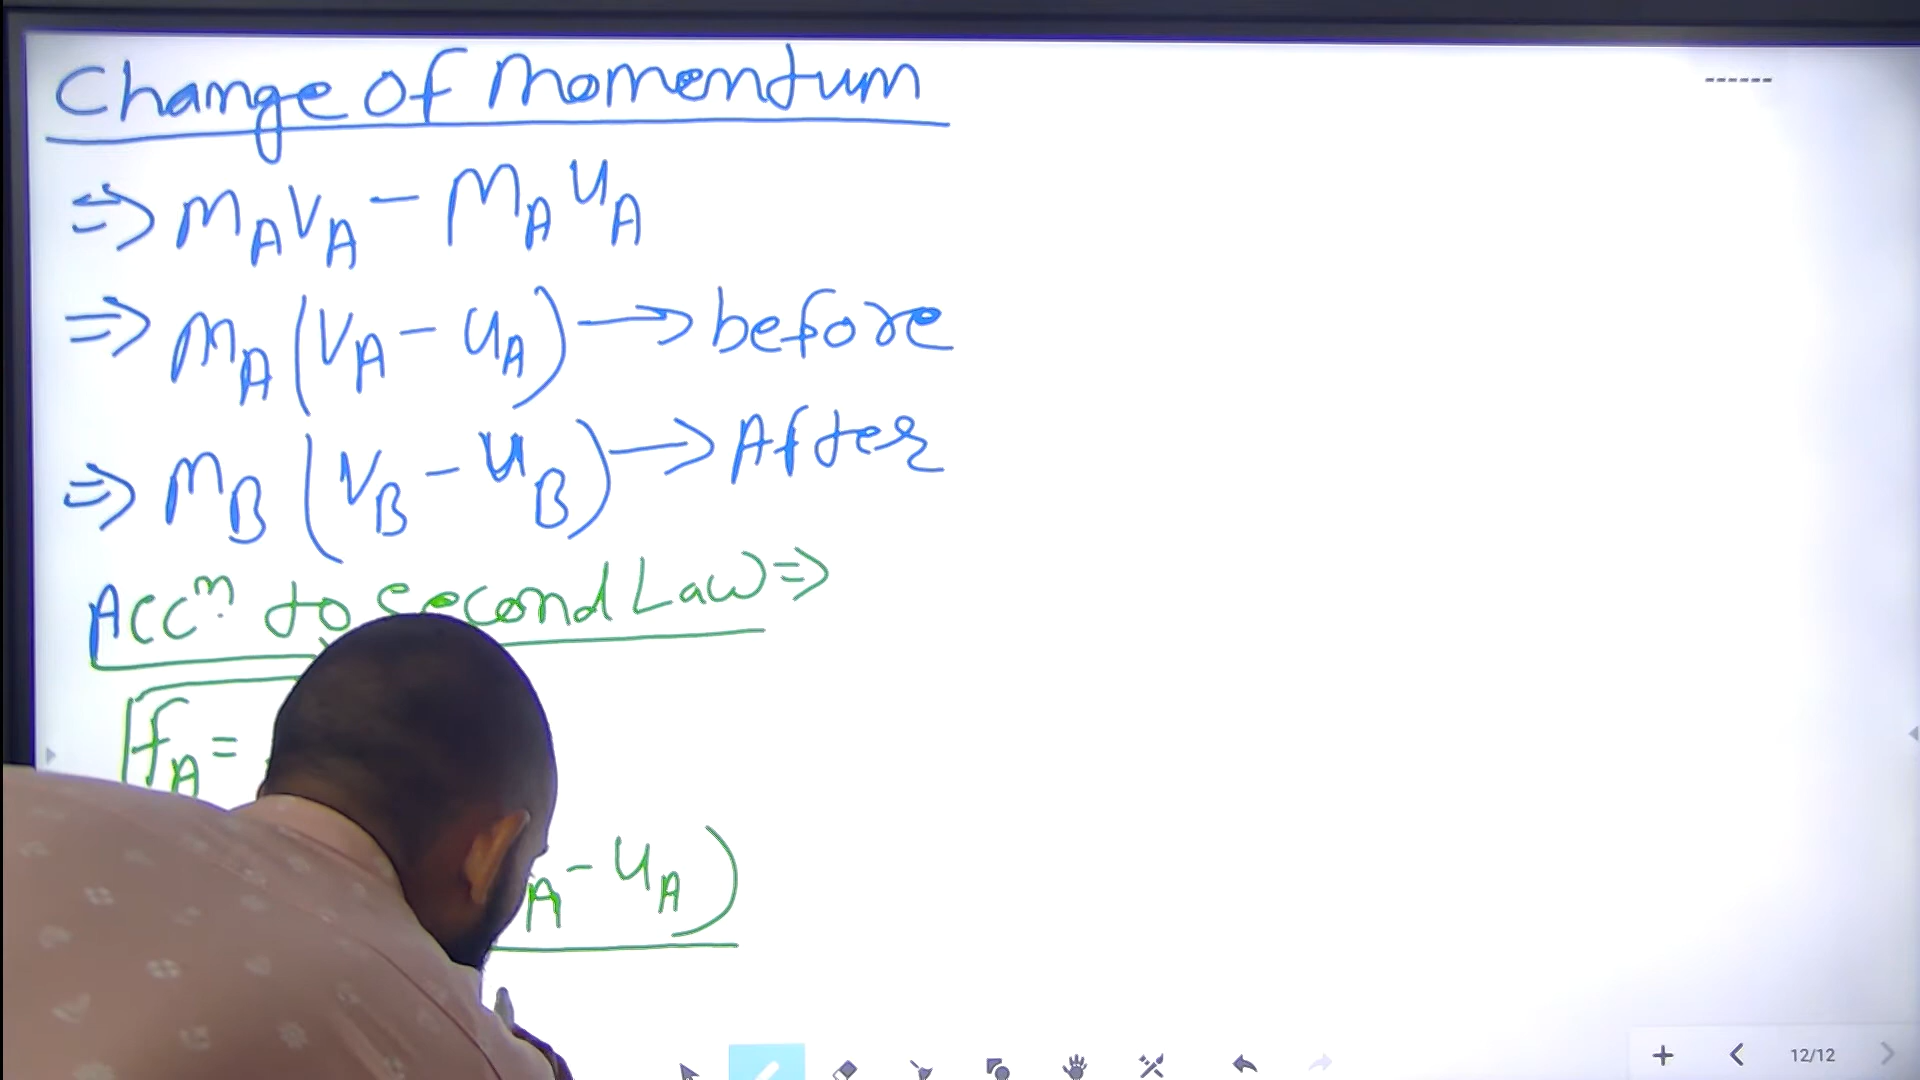 Change of Momentum
⇒ mAVA - MAUA
⇒ mA(VA - UA) → before
⇒ mB(VB - UB) → After
Accⁿ to second Law ⇒
fA =
A - UA)
12/12